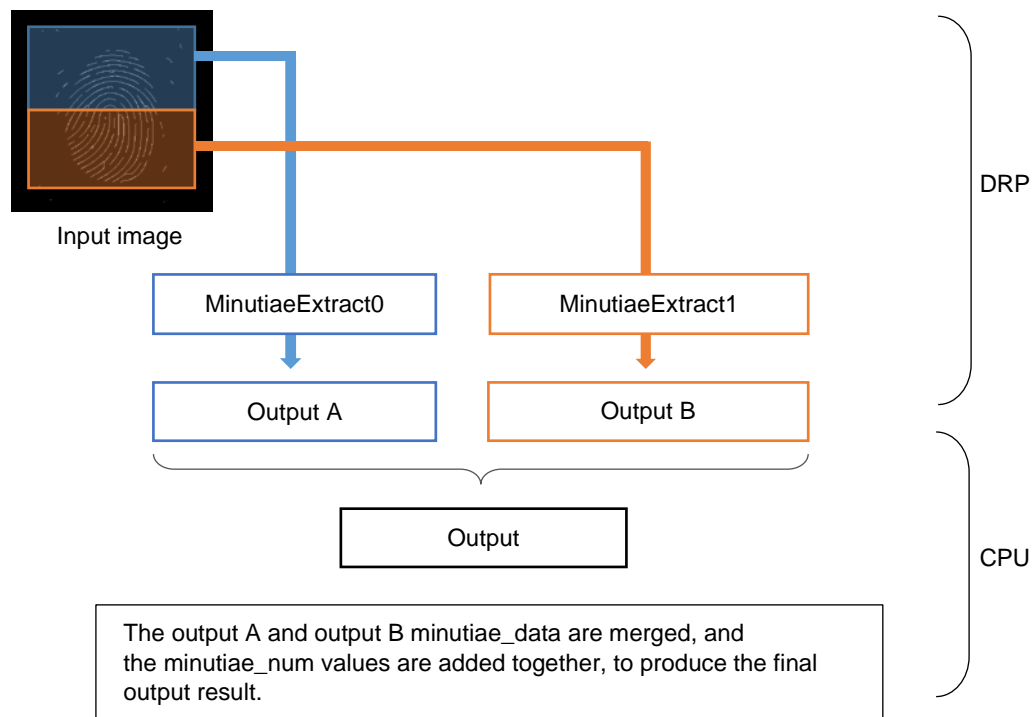 Input image
DRP
MinutiaeExtract0
MinutiaeExtract1
Output A
Output B
Output
CPU
The output A and output B minutiae_data are merged, and
the minutiae_num values are added together, to produce the final
output result.